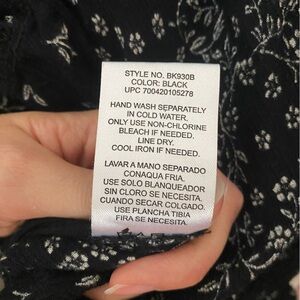 STYLE NO. BK930B
COLOR: BLACK
UPC 700420105278
HAND WASH SEPARATELY
IN COLD WATER.
ONLY USE NON-CHLORINE
BLEACH IF NEEDED.
LINE DRY.
COOL IRON IF NEEDED.
LAVAR A MANO SEPARADO
CONAQUA FRIA.
USE SOLO BLANQUEADOR
SIN CLORO SE NECESITA.
CUANDO SECAR COLGADO.
USE PLANCHA TIBIA
FIRA SE NECESITA.